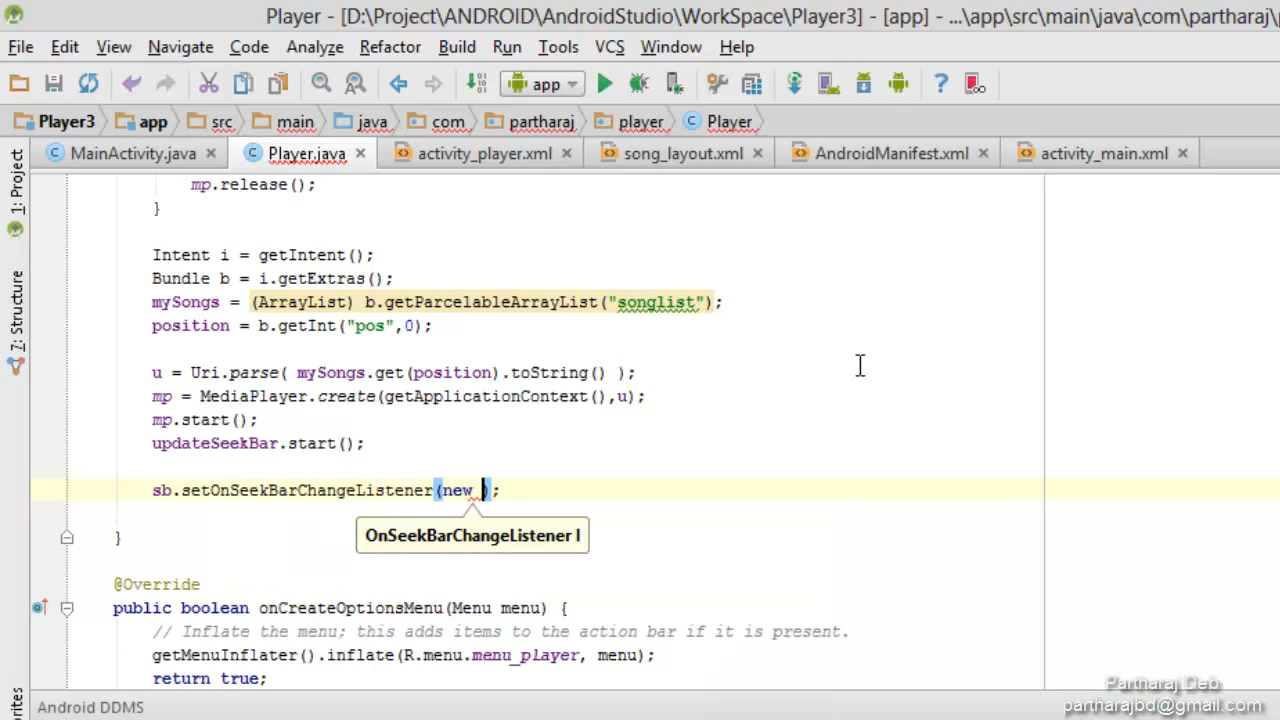 Player - [D:\Project\ANDROID\AndroidStudio\WorkSpace\Player3] - [app] - ...\app\src\main\java\com\partharaj\
File Edit View Navigate Code Analyze Refactor Build Run Tools VCS Window Help
app
Player3 app src main java com partharaj player Player
MainActivity.java Player.java activity_player.xml song_layout.xml AndroidManifest.xml activity_main.xml
1: Project
7: Structure
mp.release();
}
Intent i = getIntent();
Bundle b = i.getExtras();
mySongs = (ArrayList) b.getParcelableArrayList("songlist");
position = b.getInt("pos",0);
u = Uri.parse( mySongs.get(position).toString() );
mp = MediaPlayer.create(getApplicationContext(),u);
mp.start();
updateSeekBar.start();
sb.setOnSeekBarChangeListener(new );
OnSeekBarChangeListener l
}
@Override
public boolean onCreateOptionsMenu(Menu menu) {
// Inflate the menu; this adds items to the action bar if it is present.
getMenuInflater().inflate(R.menu.menu_player, menu);
return true;
Android DDMS
Partharaj Deb
partharajbd@gmail.com